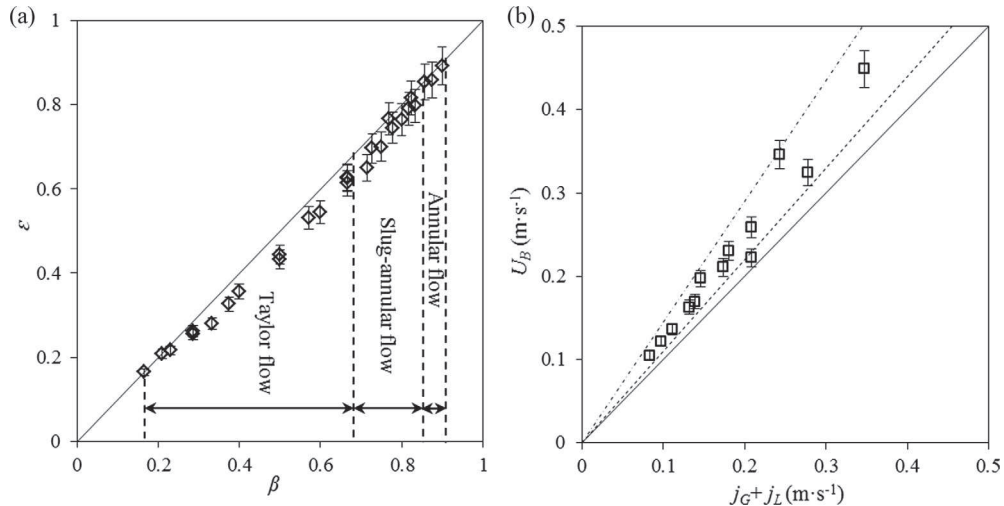 (a)
1
0.8
0.6
0.4
0.2
0
ε
Taylor flow
Slug-annular flow
Annular flow
0 0.2 0.4 0.6 0.8 1
β
(b)
0.5
0.4
0.3
0.2
0.1
0
U_B (m·s⁻¹)
0 0.1 0.2 0.3 0.4 0.5
j_G+j_L (m·s⁻¹)